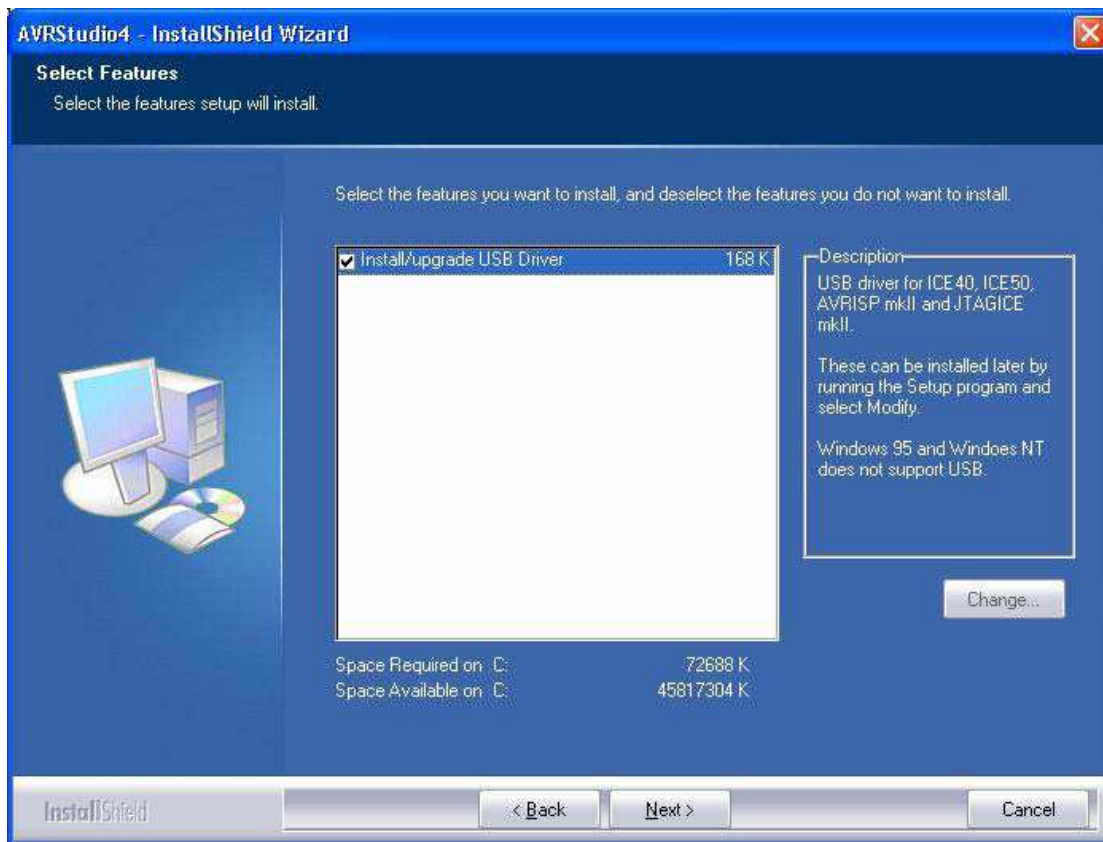 AVRStudio4 - InstallShield Wizard
Select Features
Select the features setup will install.
Select the features you want to install, and deselect the features you do not want to install.
Install/upgrade USB Driver 168 K
Description
USB driver for ICE40, ICE50,
AVRISP mkII and JTAGICE
mkII.
These can be installed later by
running the Setup program and
select Modify.
Windows 95 and Windoes NT
does not support USB.
Change...
Space Required on C: 72688 K
Space Available on C: 45817304 K
InstallShield
< Back
Next >
Cancel